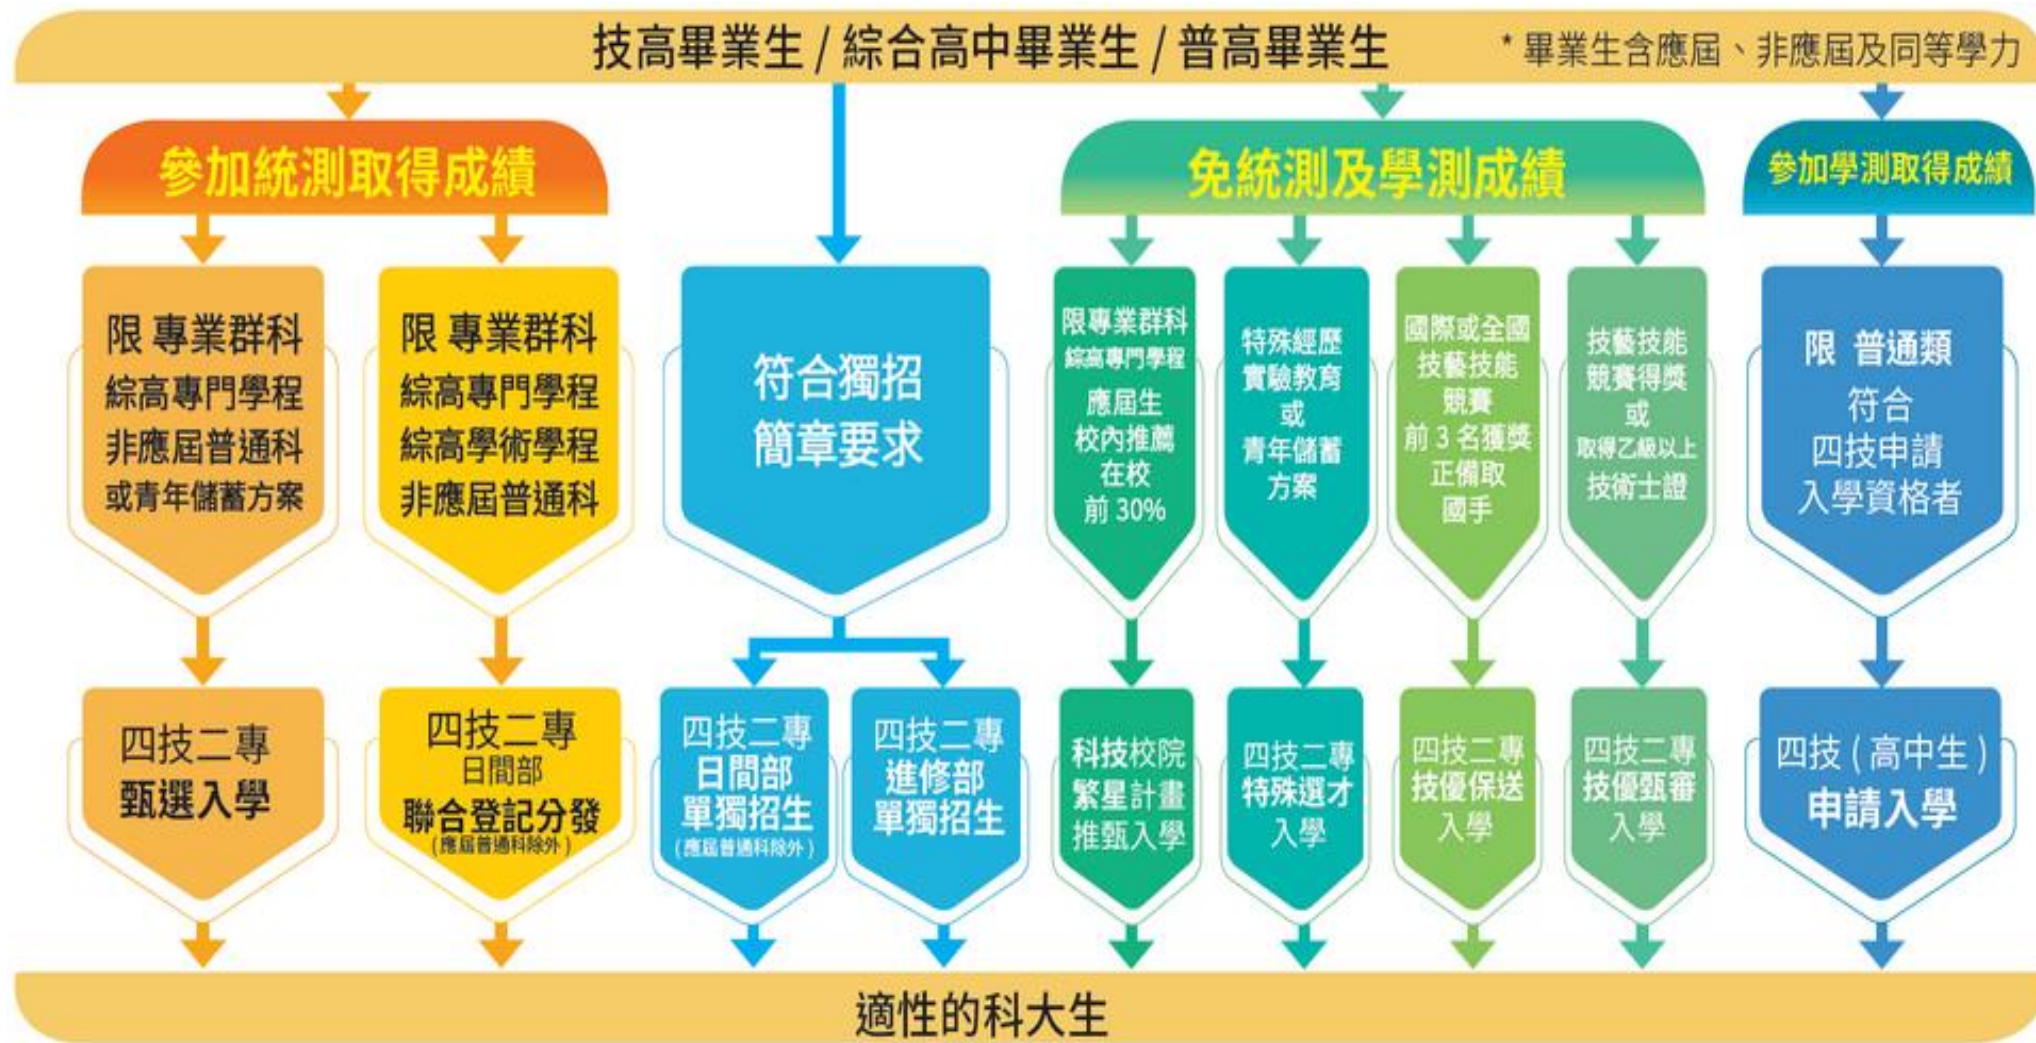 技高畢業生 / 綜合高中畢業生 / 普高畢業生
* 畢業生含應屆、非應屆及同等學力
參加統測取得成績
免統測及學測成績
參加學測取得成績
限 專業群科
綜高專門學程
非應屆普通科
或青年儲蓄方案
限 專業群科
綜高專門學程
綜高學術學程
非應屆普通科
符合獨招
簡章要求
限專業群科
綜高專門學程
應屆生
校內推薦
在校
前 30%
特殊經歷
實驗教育
或
青年儲蓄
方案
國際或全國
技藝技能
競賽
前 3 名獲獎
正備取
國手
技藝技能
競賽得獎
或
取得乙級以上
技術士證
限 普通類
符合
四技申請
入學資格者
四技二專
甄選入學
四技二專
日間部
聯合登記分發
(應屆普通科除外)
四技二專
日間部
單獨招生
(應屆普通科除外)
四技二專
進修部
單獨招生
科技校院
繁星計畫
推甄入學
四技二專
特殊選才
入學
四技二專
技優保送
入學
四技二專
技優甄審
入學
四技 ( 高中生 )
申請入學
適性的科大生